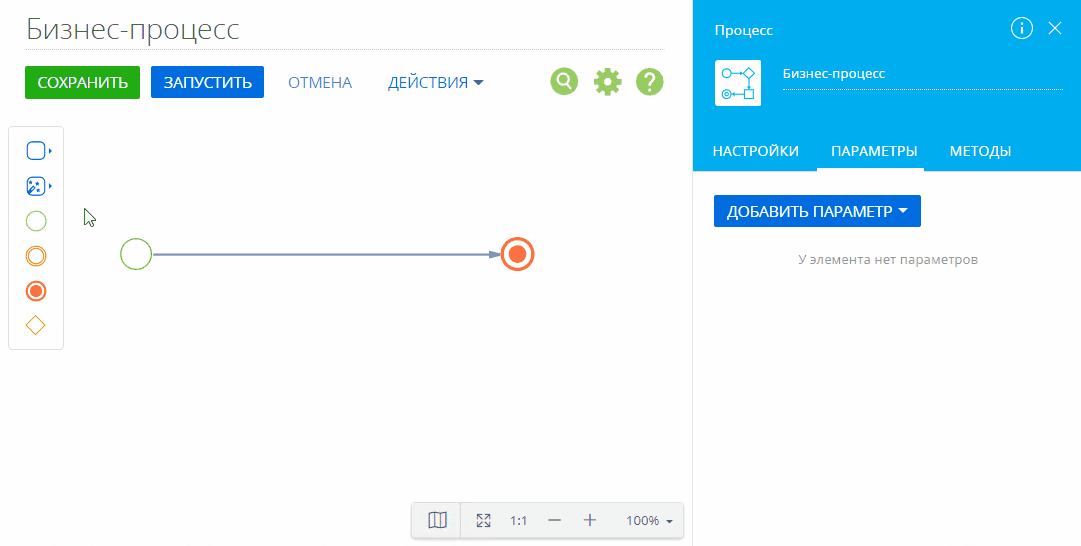 Бизнес-процесс
СОХРАНИТЬ
ЗАПУСТИТЬ
ОТМЕНА
ДЕЙСТВИЯ
?
1:1
100%
Процесс
Бизнес-процесс
НАСТРОЙКИ
ПАРАМЕТРЫ
МЕТОДЫ
ДОБАВИТЬ ПАРАМЕТР
У элемента нет параметров